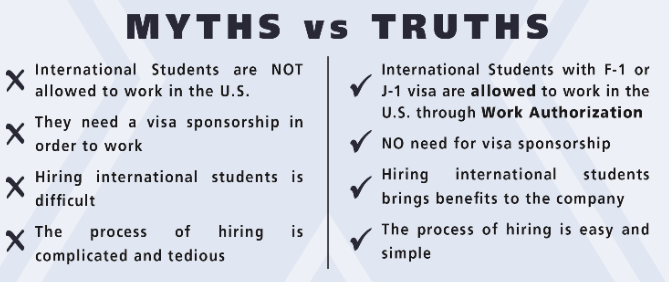 MYTHS vs TRUTHS
International Students are NOT
allowed to work in the U.S.
They need a visa sponsorship in
order to work
Hiring international students is
difficult
The process of hiring is
complicated and tedious
International Students with F-1 or
J-1 visa are allowed to work in the
U.S. through Work Authorization
NO need for visa sponsorship
Hiring international students
brings benefits to the company
The process of hiring is easy and
simple